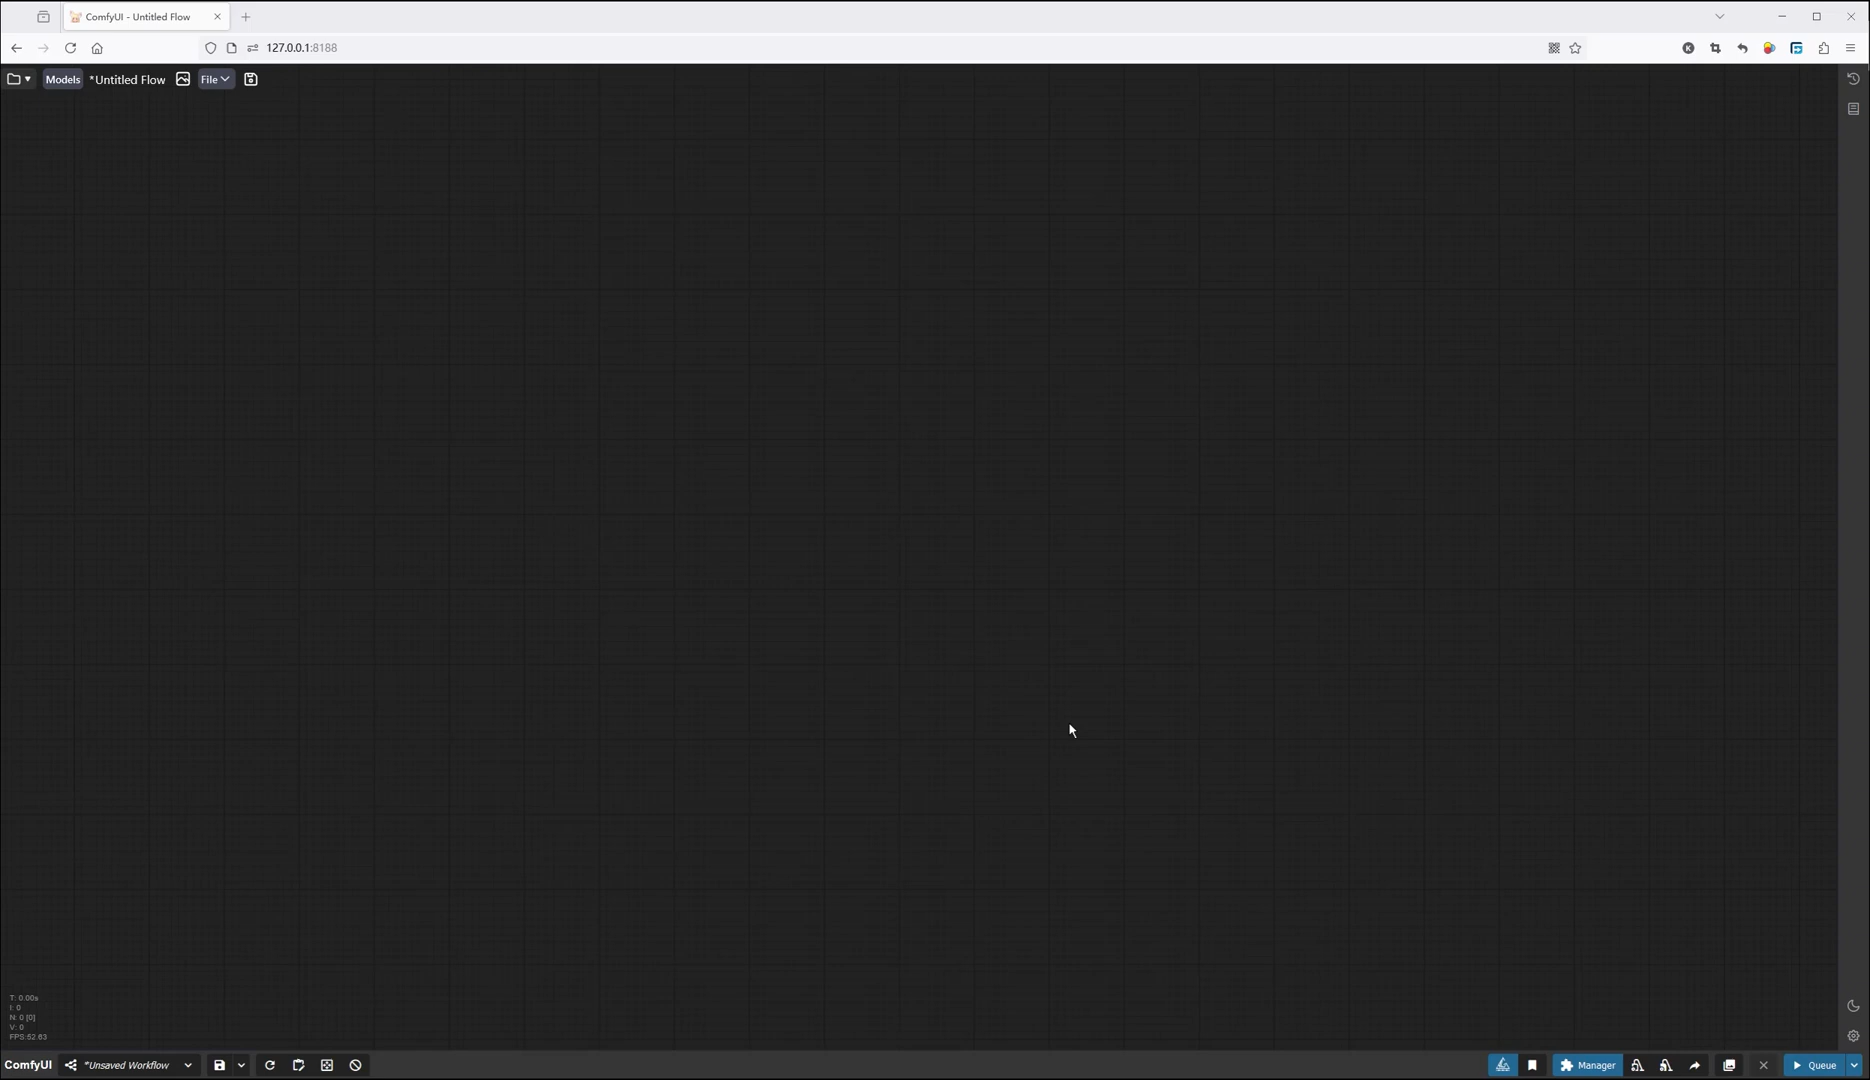 ComfyUI - Untitled Flow
127.0.0.1:8188
Models *Untitled Flow File
T: 0.00s
I: 0
N: 0 [0]
V: 0
FPS:52.63
ComfyUI *Unsaved Workflow Manager Queue